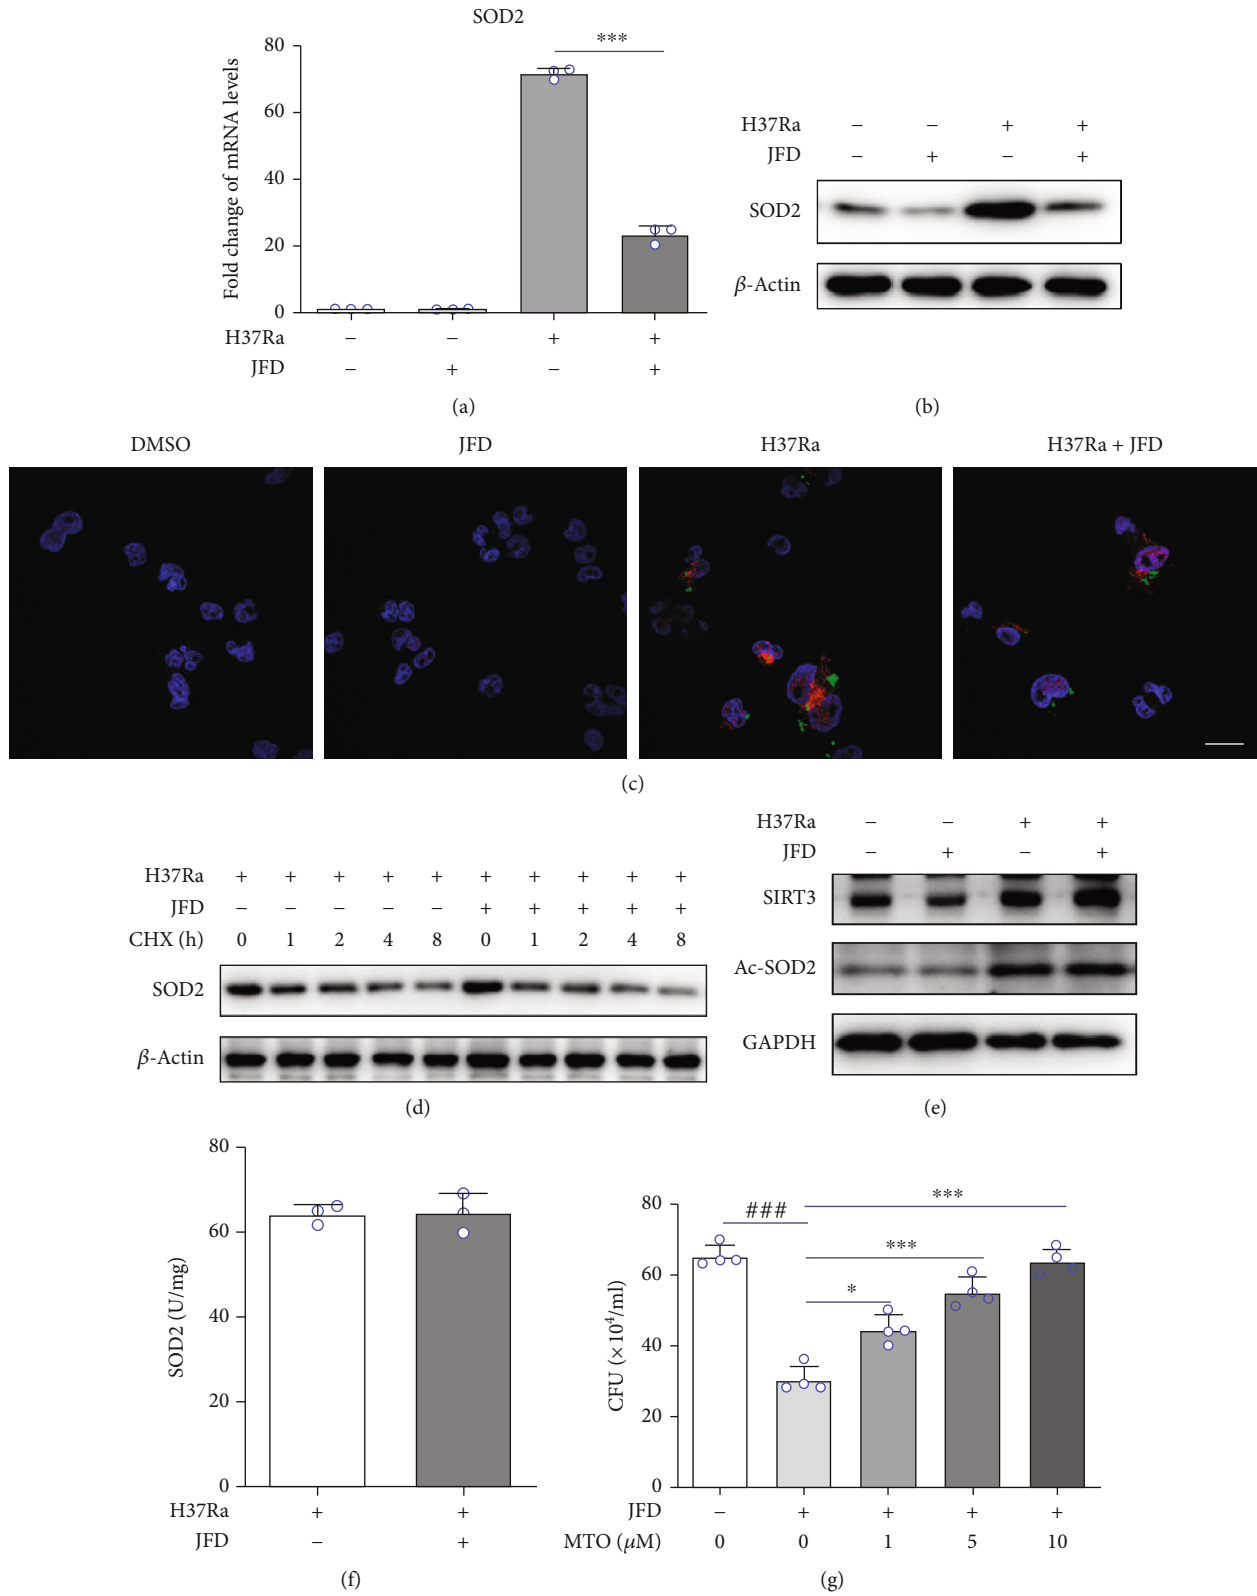 SOD2
Fold change of mRNA levels
80
60
40
20
0
H37Ra − − + +
JFD − + − +
(a)
H37Ra − − + +
JFD − + − +
SOD2
β-Actin
(b)
DMSO JFD H37Ra H37Ra + JFD
(c)
H37Ra + + + + + + + + + +
JFD − − − − − + + + + +
CHX (h) 0 1 2 4 8 0 1 2 4 8
SOD2
β-Actin
(d)
H37Ra − − + +
JFD − + − +
SIRT3
Ac-SOD2
GAPDH
(e)
SOD2 (U/mg)
80
60
40
20
0
H37Ra + +
JFD − +
(f)
CFU (×10⁴/ml)
80
60
40
20
0
###
*
***
***
JFD − + + + +
MTO (μM) 0 0 1 5 10
(g)
***